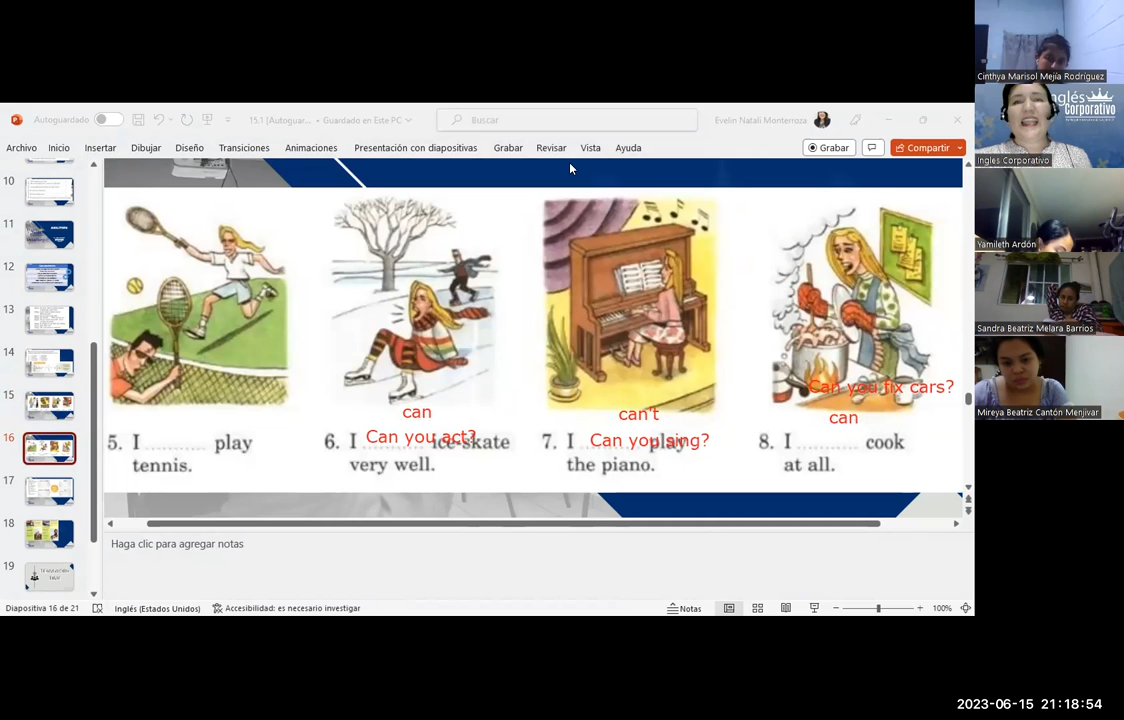 Cinthya Marisol Mejía Rodríguez
Inglés
Corporativo
Ingles Corporativo
Yamileth Ardón
Sandra Beatriz Melara Barrios
Mireya Beatriz Cantón Menjívar
Autoguardado
15.1 [Autoguar... • Guardado en Este PC
Buscar
Evelin Natali Monterroza
Archivo Inicio Insertar Dibujar Diseño Transiciones Animaciones Presentación con diapositivas Grabar Revisar Vista Ayuda
Grabar
Compartir
10
11
12
13
14
15
16
17
18
19
Can you fix cars?
can
can't
can
Can you act?
Can you sing?
5. I .......... play
tennis.
6. I .......... ice-skate
very well.
7. I .......... play
the piano.
8. I .......... cook
at all.
Haga clic para agregar notas
Diapositiva 16 de 21
Inglés (Estados Unidos)
Accesibilidad: es necesario investigar
Notas
100%
2023-06-15 21:18:54